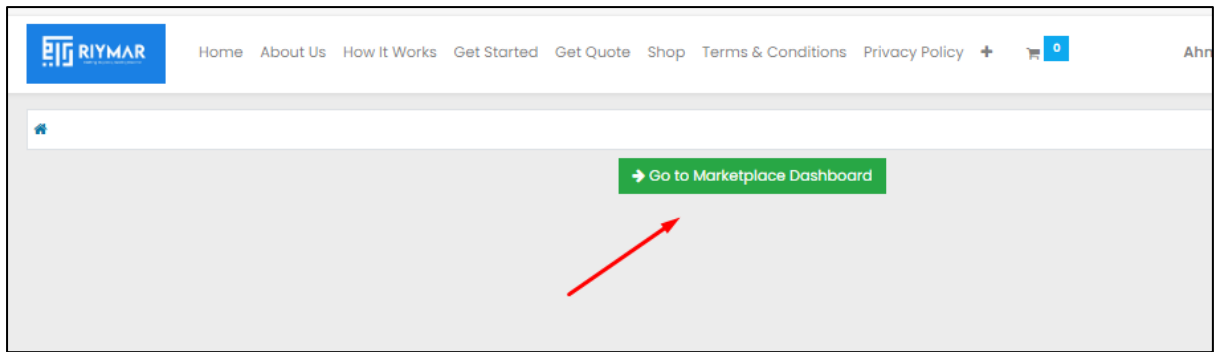 RIYMAR
Home About Us How It Works Get Started Get Quote Shop Terms & Conditions Privacy Policy + 0 Ahn
Go to Marketplace Dashboard